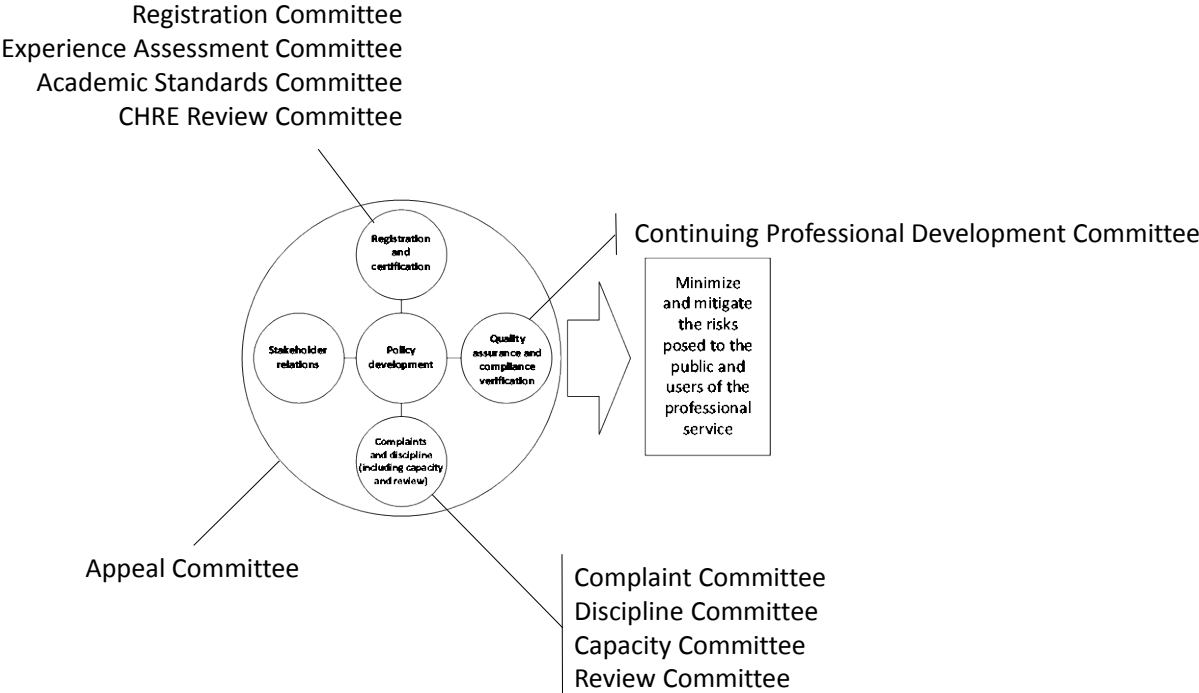 Registration Committee
Experience Assessment Committee
Academic Standards Committee
CHRE Review Committee
Registration
and
certification
Continuing Professional Development Committee
Minimize
and mitigate
the risks
posed to the
public and
users of the
professional
service
Stakeholder
relations
Policy
development
Quality
assurance and
compliance
verification
Complaints
and discipline
(including capacity
and review)
Appeal Committee
Complaint Committee
Discipline Committee
Capacity Committee
Review Committee